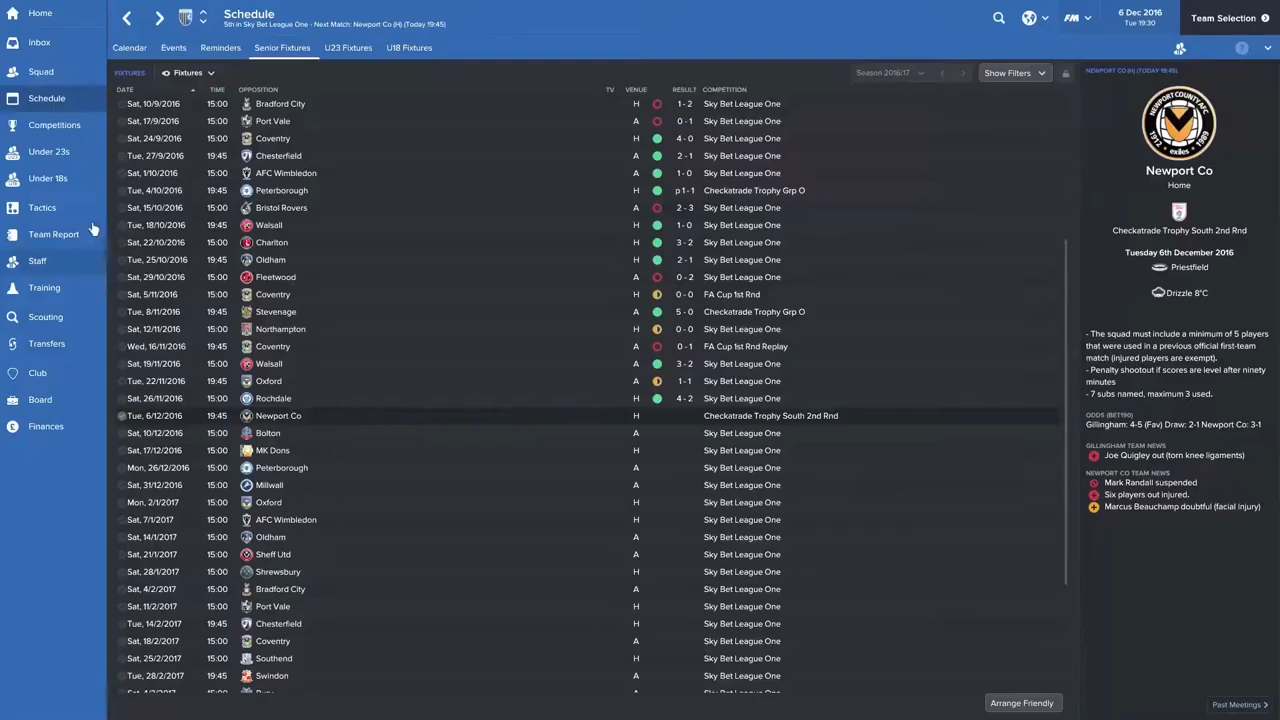 Home
Inbox
Squad
Schedule
Competitions
Under 23s
Under 18s
Tactics
Team Report
Staff
Training
Scouting
Transfers
Club
Board
Finances
Schedule
5th in Sky Bet League One - Next Match: Newport Co (H) (Today 19:45)
FM
6 Dec 2016
Tue 19:30
Team Selection
Calendar Events Reminders Senior Fixtures U23 Fixtures U18 Fixtures
FIXTURES Fixtures Season 2016/17 Show Filters
DATE TIME OPPOSITION TV VENUE RESULT COMPETITION
Sat, 10/9/2016 15:00 Bradford City H 1-2 Sky Bet League One
Sat, 17/9/2016 15:00 Port Vale A 0-1 Sky Bet League One
Sat, 24/9/2016 15:00 Coventry H 4-0 Sky Bet League One
Tue, 27/9/2016 19:45 Chesterfield A 2-1 Sky Bet League One
Sat, 1/10/2016 15:00 AFC Wimbledon A 1-0 Sky Bet League One
Tue, 4/10/2016 19:45 Peterborough H p 1-1 Checkatrade Trophy Grp O
Sat, 15/10/2016 15:00 Bristol Rovers A 2-3 Sky Bet League One
Tue, 18/10/2016 19:45 Walsall H 1-0 Sky Bet League One
Sat, 22/10/2016 15:00 Charlton H 3-2 Sky Bet League One
Tue, 25/10/2016 19:45 Oldham H 2-1 Sky Bet League One
Sat, 29/10/2016 15:00 Fleetwood A 0-2 Sky Bet League One
Sat, 5/11/2016 15:00 Coventry H 0-0 FA Cup 1st Rnd
Tue, 8/11/2016 19:45 Stevenage A 5-0 Checkatrade Trophy Grp O
Sat, 12/11/2016 15:00 Northampton H 0-0 Sky Bet League One
Wed, 16/11/2016 19:45 Coventry A 0-1 FA Cup 1st Rnd Replay
Sat, 19/11/2016 15:00 Walsall A 3-2 Sky Bet League One
Tue, 22/11/2016 19:45 Oxford A 1-1 Sky Bet League One
Sat, 26/11/2016 15:00 Rochdale H 4-2 Sky Bet League One
Tue, 6/12/2016 19:45 Newport Co H Checkatrade Trophy South 2nd Rnd
Sat, 10/12/2016 15:00 Bolton A Sky Bet League One
Sat, 17/12/2016 15:00 MK Dons H Sky Bet League One
Mon, 26/12/2016 15:00 Peterborough A Sky Bet League One
Sat, 31/12/2016 15:00 Millwall A Sky Bet League One
Mon, 2/1/2017 15:00 Oxford H Sky Bet League One
Sat, 7/1/2017 15:00 AFC Wimbledon H Sky Bet League One
Sat, 14/1/2017 15:00 Oldham A Sky Bet League One
Sat, 21/1/2017 15:00 Sheff Utd A Sky Bet League One
Sat, 28/1/2017 15:00 Shrewsbury H Sky Bet League One
Sat, 4/2/2017 15:00 Bradford City A Sky Bet League One
Sat, 11/2/2017 15:00 Port Vale H Sky Bet League One
Tue, 14/2/2017 19:45 Chesterfield H Sky Bet League One
Sat, 18/2/2017 15:00 Coventry A Sky Bet League One
Sat, 25/2/2017 15:00 Southend H Sky Bet League One
Tue, 28/2/2017 19:45 Swindon A Sky Bet League One
Arrange Friendly
NEWPORT CO (H) (TODAY 19:45)
NEWPORT COUNTY AFC
1912 exiles 1989
Newport Co
Home
Checkatrade Trophy South 2nd Rnd
Tuesday 6th December 2016
Priestfield
Drizzle 8°C
- The squad must include a minimum of 5 players
that were used in a previous official first-team
match (injured players are exempt).
- Penalty shootout if scores are level after ninety
minutes
- 7 subs named, maximum 3 used.
ODDS (BET190)
Gillingham: 4-5 (Fav) Draw: 2-1 Newport Co: 3-1
GILLINGHAM TEAM NEWS
Joe Quigley out (torn knee ligaments)
NEWPORT CO TEAM NEWS
Mark Randall suspended
Six players out injured.
Marcus Beauchamp doubtful (facial injury)
Past Meetings